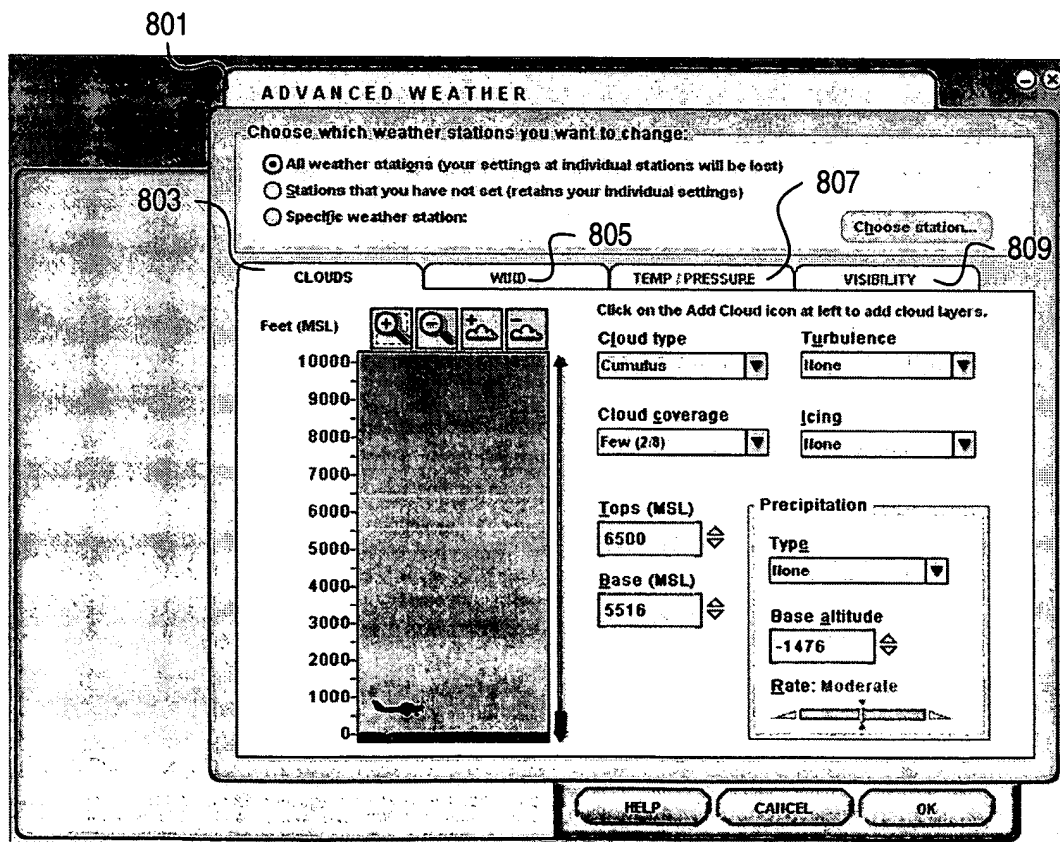 801
ADVANCED WEATHER
Choose which weather stations you want to change:
All weather stations (your settings at individual stations will be lost)
Stations that you have not set (retains your individual settings)
Specific weather station:
Choose station...
803
805
807
809
CLOUDS
WIND
TEMP / PRESSURE
VISIBILITY
Click on the Add Cloud icon at left to add cloud layers.
Feet (MSL)
Cloud type
Turbulence
Cumulus
None
Cloud coverage
Icing
Few (2/8)
None
10000
9000
8000
7000
6000
5000
4000
3000
2000
1000
0
Tops (MSL)
6500
Base (MSL)
5516
Precipitation
Type
None
Base altitude
-1476
Rate: Moderate
HELP
CANCEL
OK